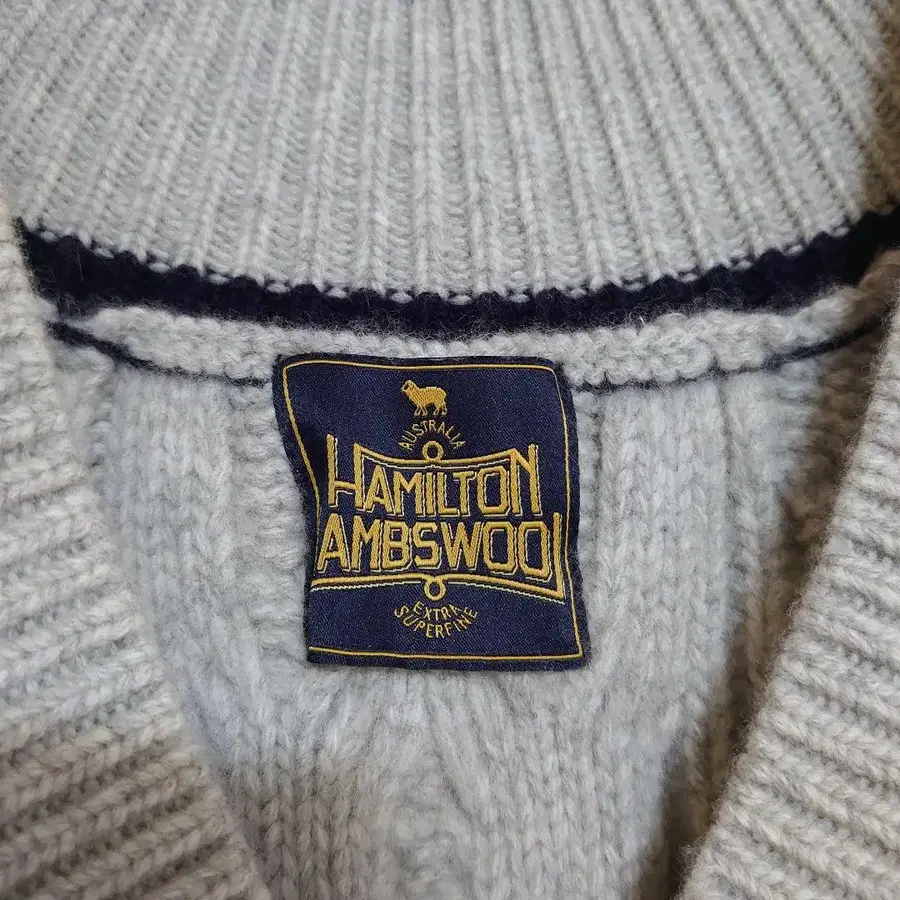 AUSTRALIA
HAMILTON
AMBSWOOL
EXTRA
SUPERFINE